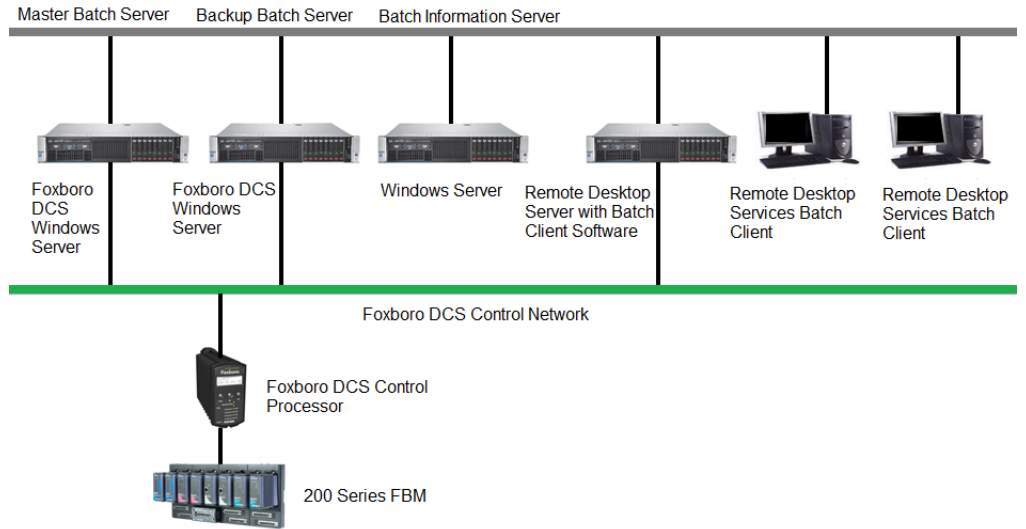 Master Batch Server
Backup Batch Server
Batch Information Server
Foxboro
DCS
Windows
Server
Foxboro DCS
Windows
Server
Windows Server
Remote Desktop
Server with Batch
Client Software
Remote Desktop
Services Batch
Client
Remote Desktop
Services Batch
Client
Foxboro DCS Control Network
Foxboro
Foxboro DCS Control
Processor
200 Series FBM